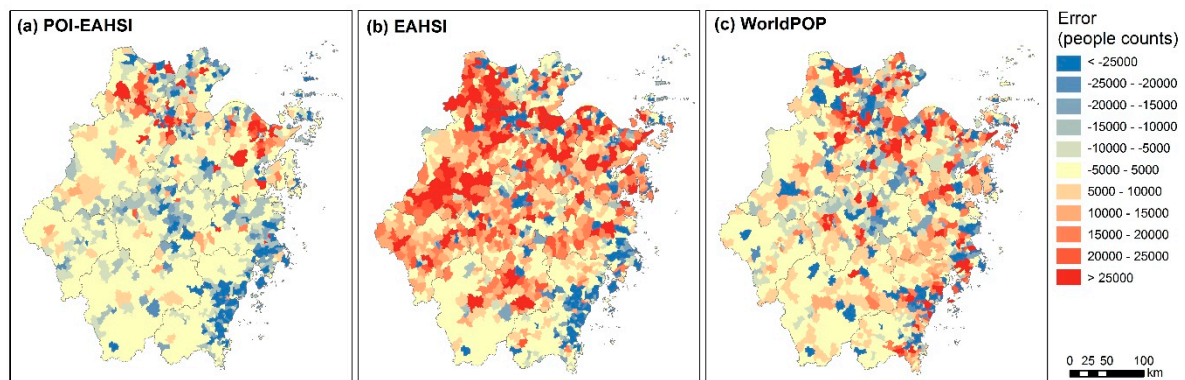 (a) POI-EAHSI
(b) EAHSI
(c) WorldPOP
Error
(people counts)
< -25000
-25000 - -20000
-20000 - -15000
-15000 - -10000
-10000 - -5000
-5000 - 5000
5000 - 10000
10000 - 15000
15000 - 20000
20000 - 25000
> 25000
0 25 50 100
km